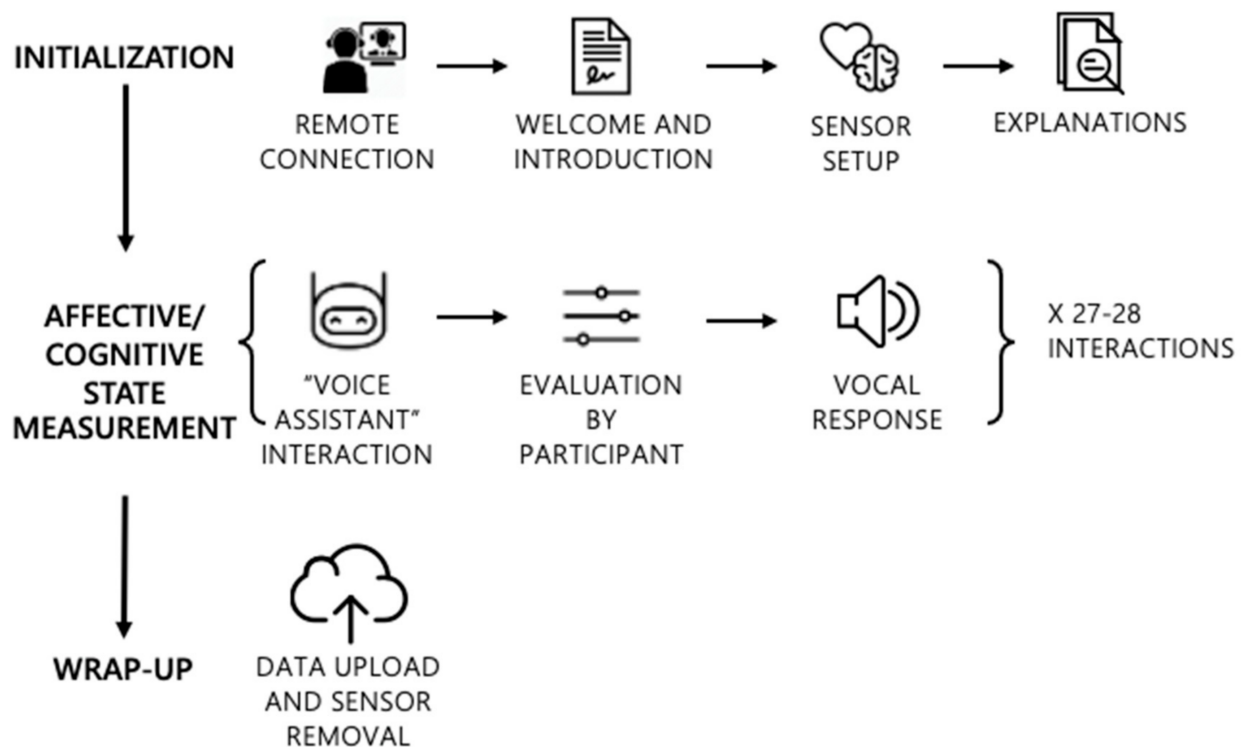 INITIALIZATION
REMOTE
CONNECTION
WELCOME AND
INTRODUCTION
SENSOR
SETUP
EXPLANATIONS
AFFECTIVE/
COGNITIVE
STATE
MEASUREMENT
“VOICE
ASSISTANT”
INTERACTION
EVALUATION
BY
PARTICIPANT
VOCAL
RESPONSE
X 27-28
INTERACTIONS
WRAP-UP
DATA UPLOAD
AND SENSOR
REMOVAL